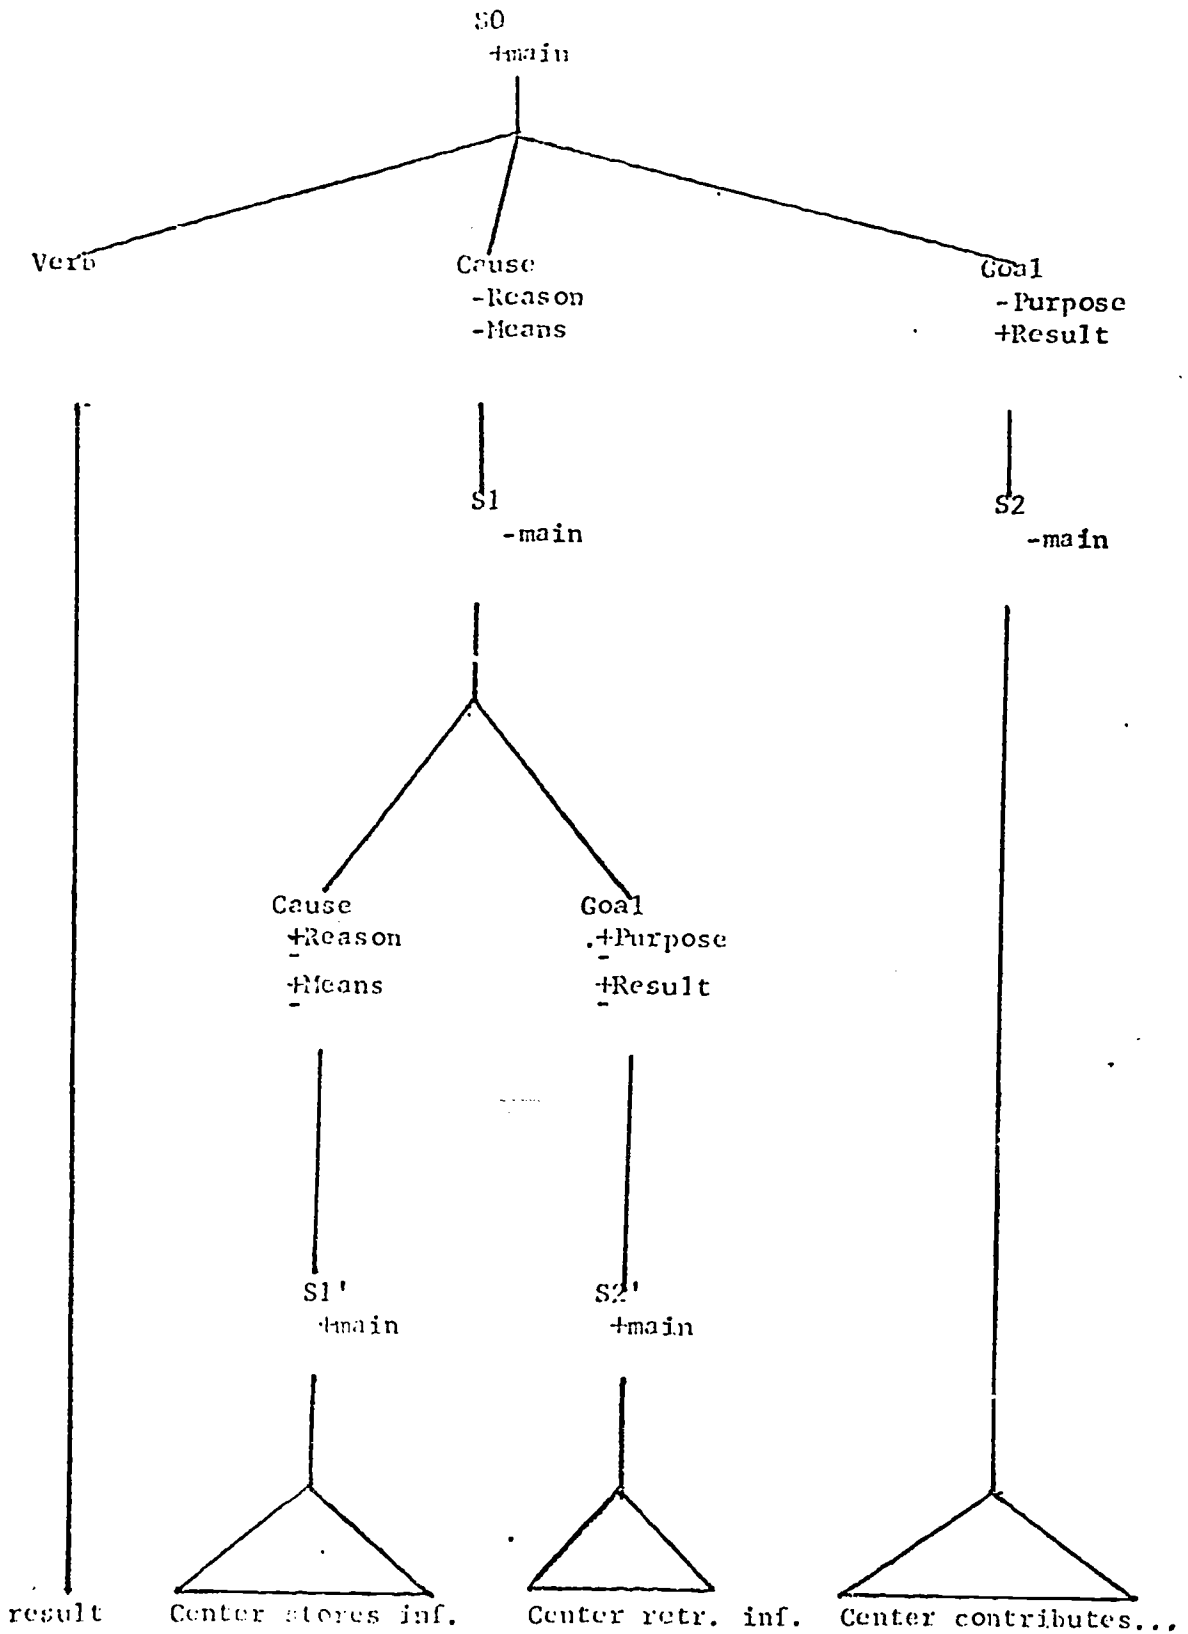 S0
+main
Verb
Cause
Goal
-Reason
-Purpose
-Means
+Result
S1
S2
-main
-main
Cause
Goal
±Reason
±Purpose
±Means
±Result
S1'
S2'
+main
+main
result
Center stores inf.
Center retr. inf.
Center contributes...